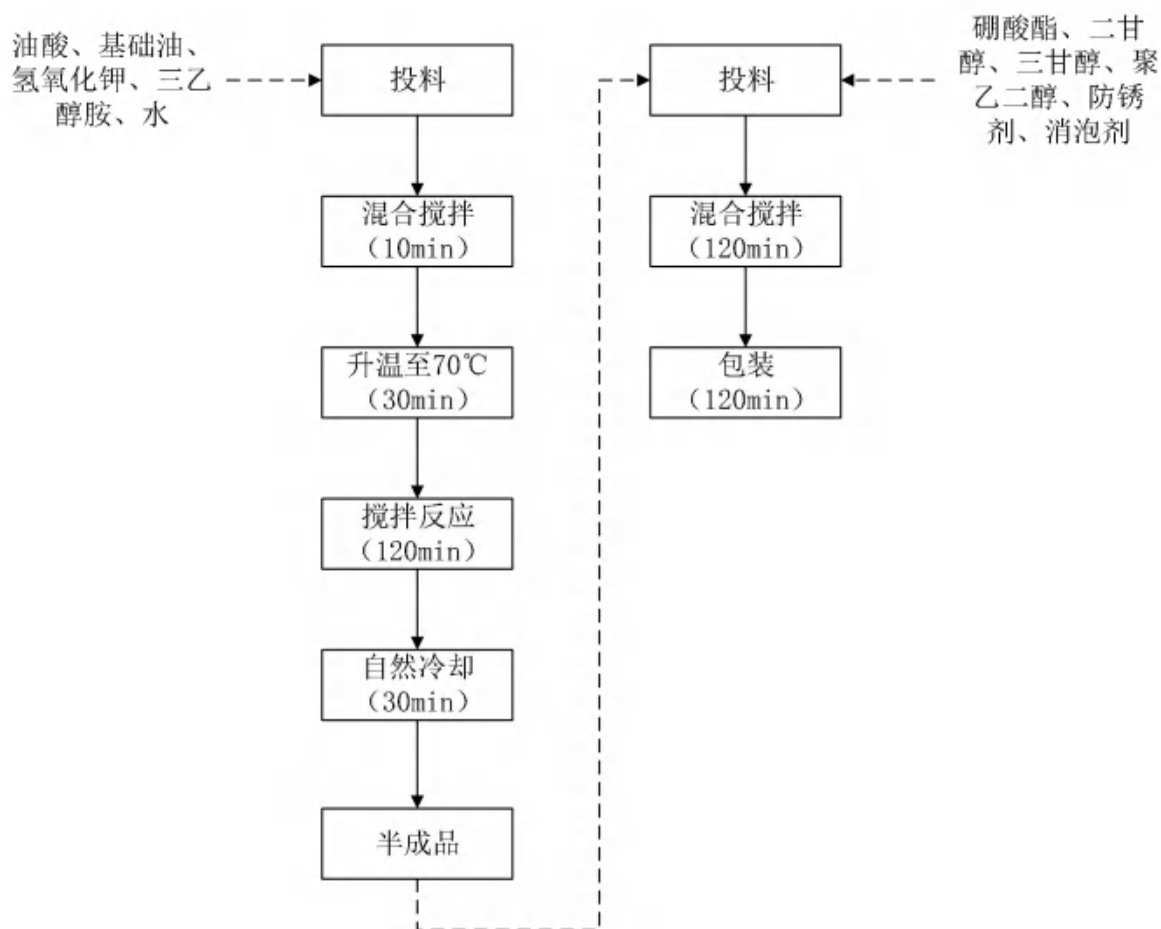 油酸、基础油、
氢氧化钾、三乙
醇胺、水
投料
混合搅拌
（10min）
升温至70℃
（30min）
搅拌反应
（120min）
自然冷却
（30min）
半成品
硼酸酯、二甘
醇、三甘醇、聚
乙二醇、防锈
剂、消泡剂
投料
混合搅拌
（120min）
包装
（120min）